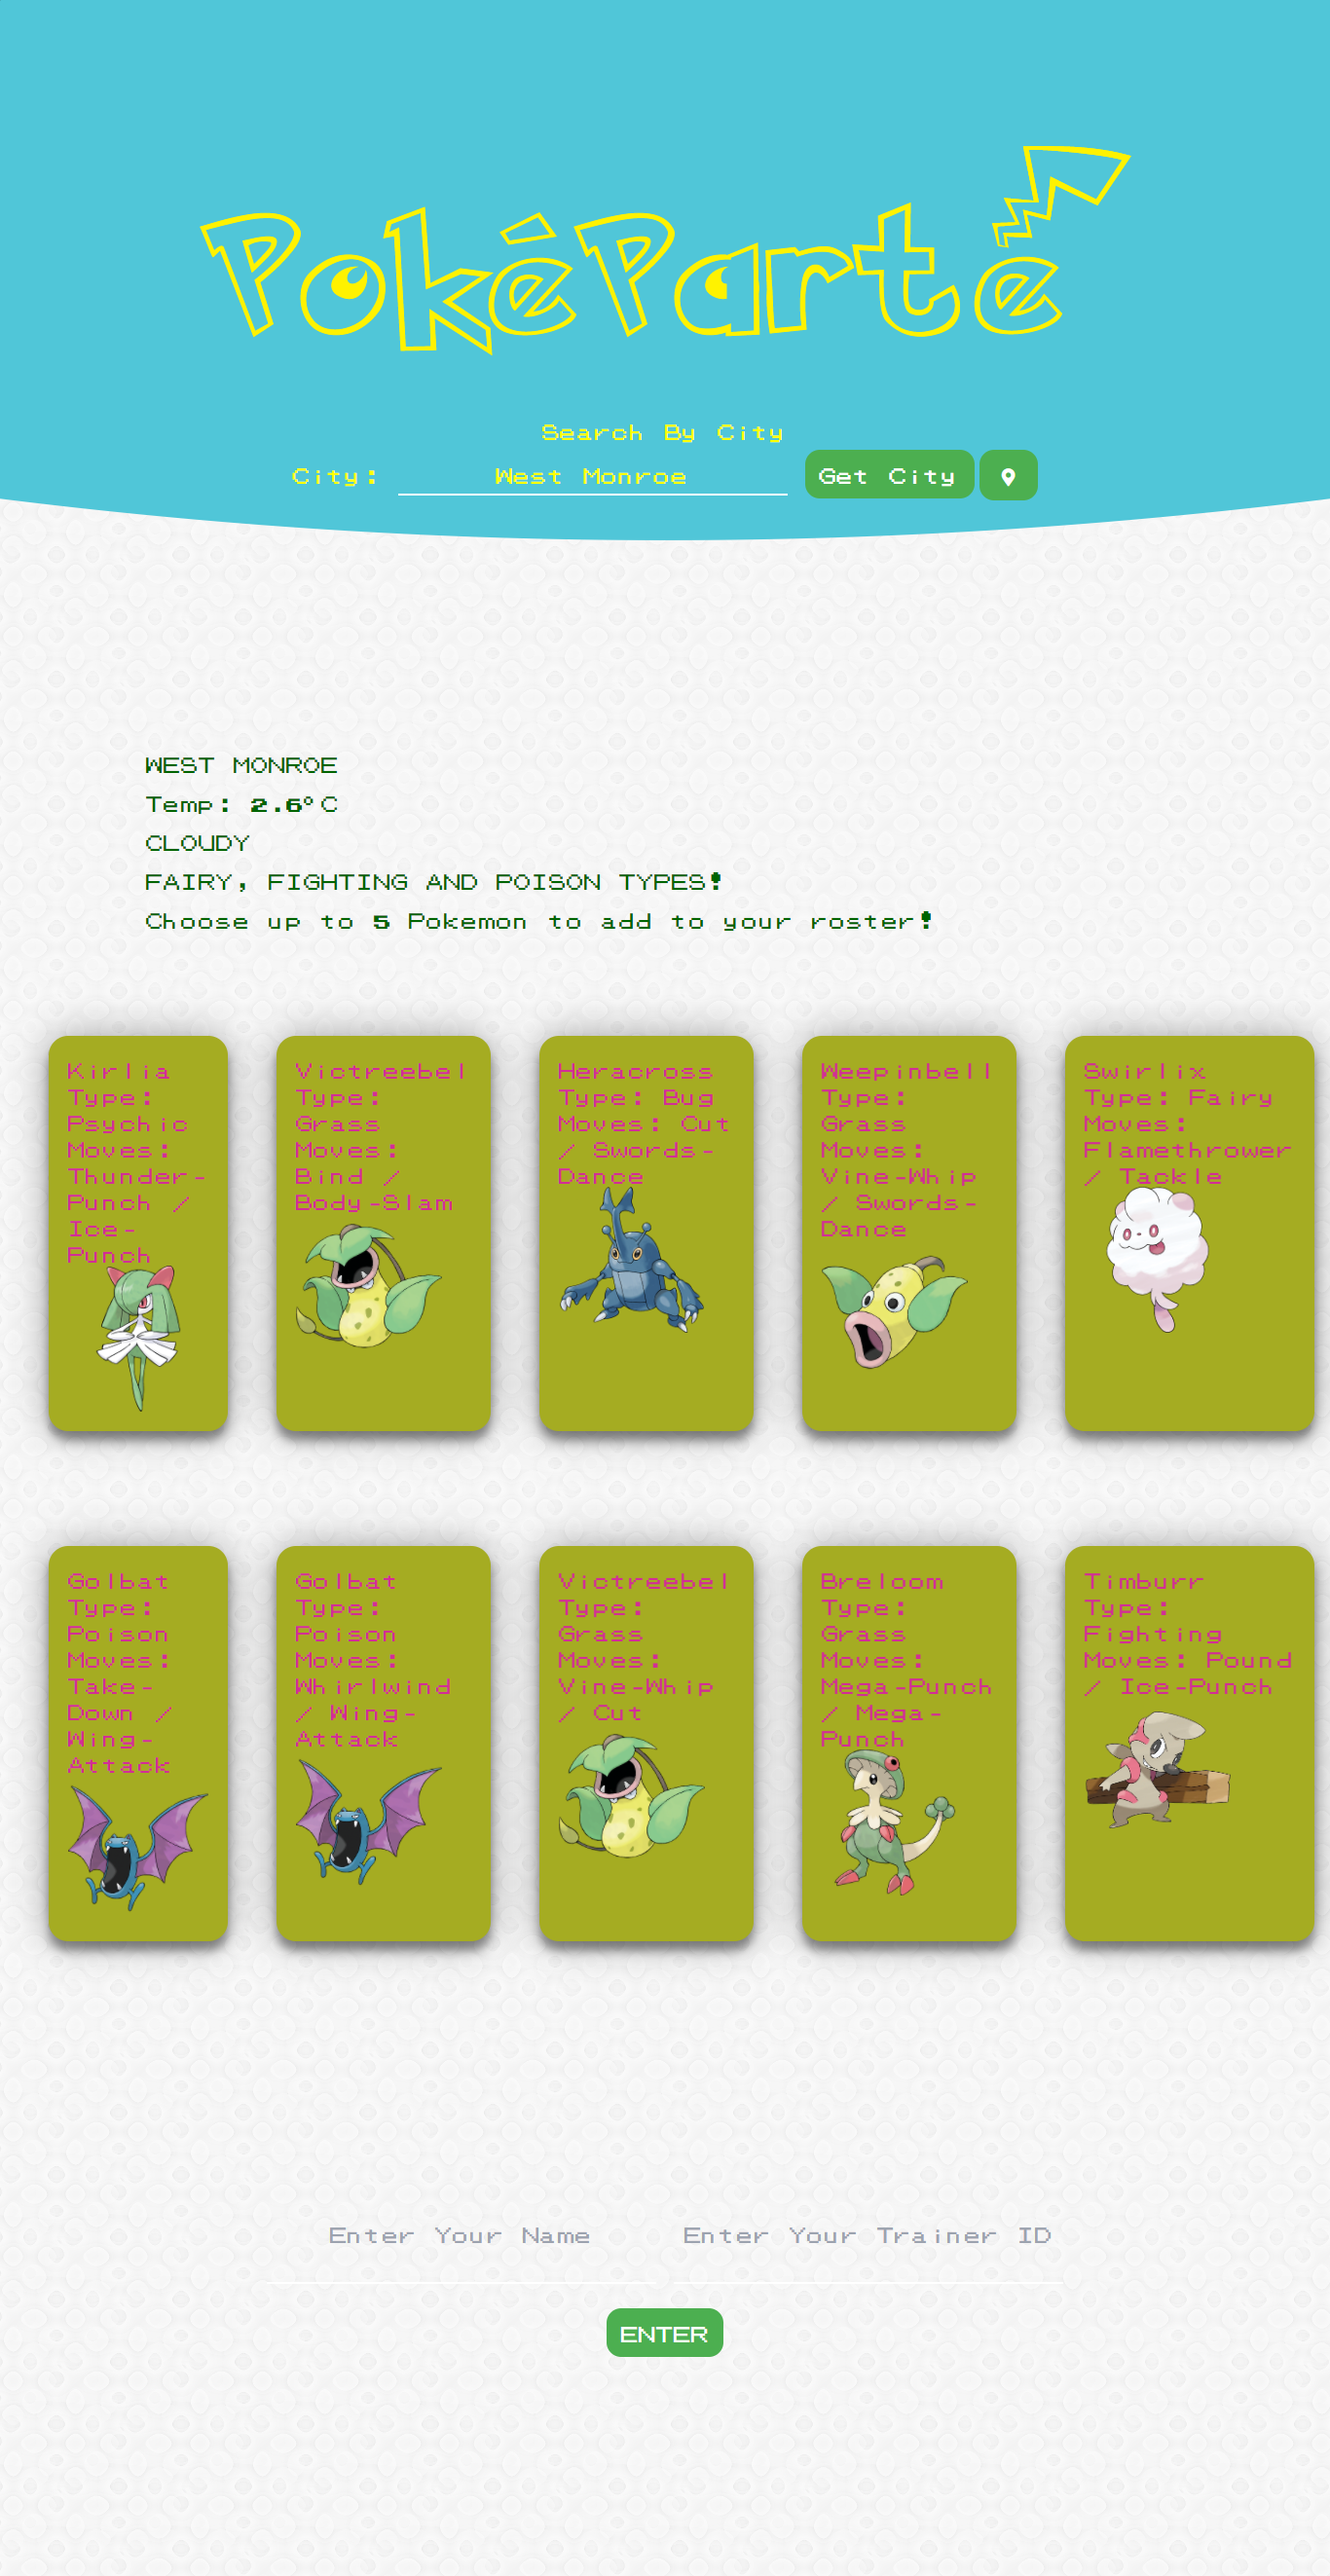 PokéParte
Search By City
City: West Monroe Get City
WEST MONROE
Temp: 2.6°C
CLOUDY
FAIRY, FIGHTING AND POISON TYPES!
Choose up to 5 Pokemon to add to your roster!
Kirlia
Type:
Psychic
Moves:
Thunder-
Punch /
Ice-
Punch
Victreebel
Type:
Grass
Moves:
Bind /
Body-Slam
Heracross
Type: Bug
Moves: Cut
/ Swords-
Dance
Weepinbell
Type:
Grass
Moves:
Vine-Whip
/ Swords-
Dance
Swirlix
Type: Fairy
Moves:
Flamethrower
/ Tackle
Golbat
Type:
Poison
Moves:
Take-
Down /
Wing-
Attack
Golbat
Type:
Poison
Moves:
Whirlwind
/ Wing-
Attack
Victreebel
Type:
Grass
Moves:
Vine-Whip
/ Cut
Breloom
Type:
Grass
Moves:
Mega-Punch
/ Mega-
Punch
Timburr
Type:
Fighting
Moves: Pound
/ Ice-Punch
Enter Your Name Enter Your Trainer ID
ENTER